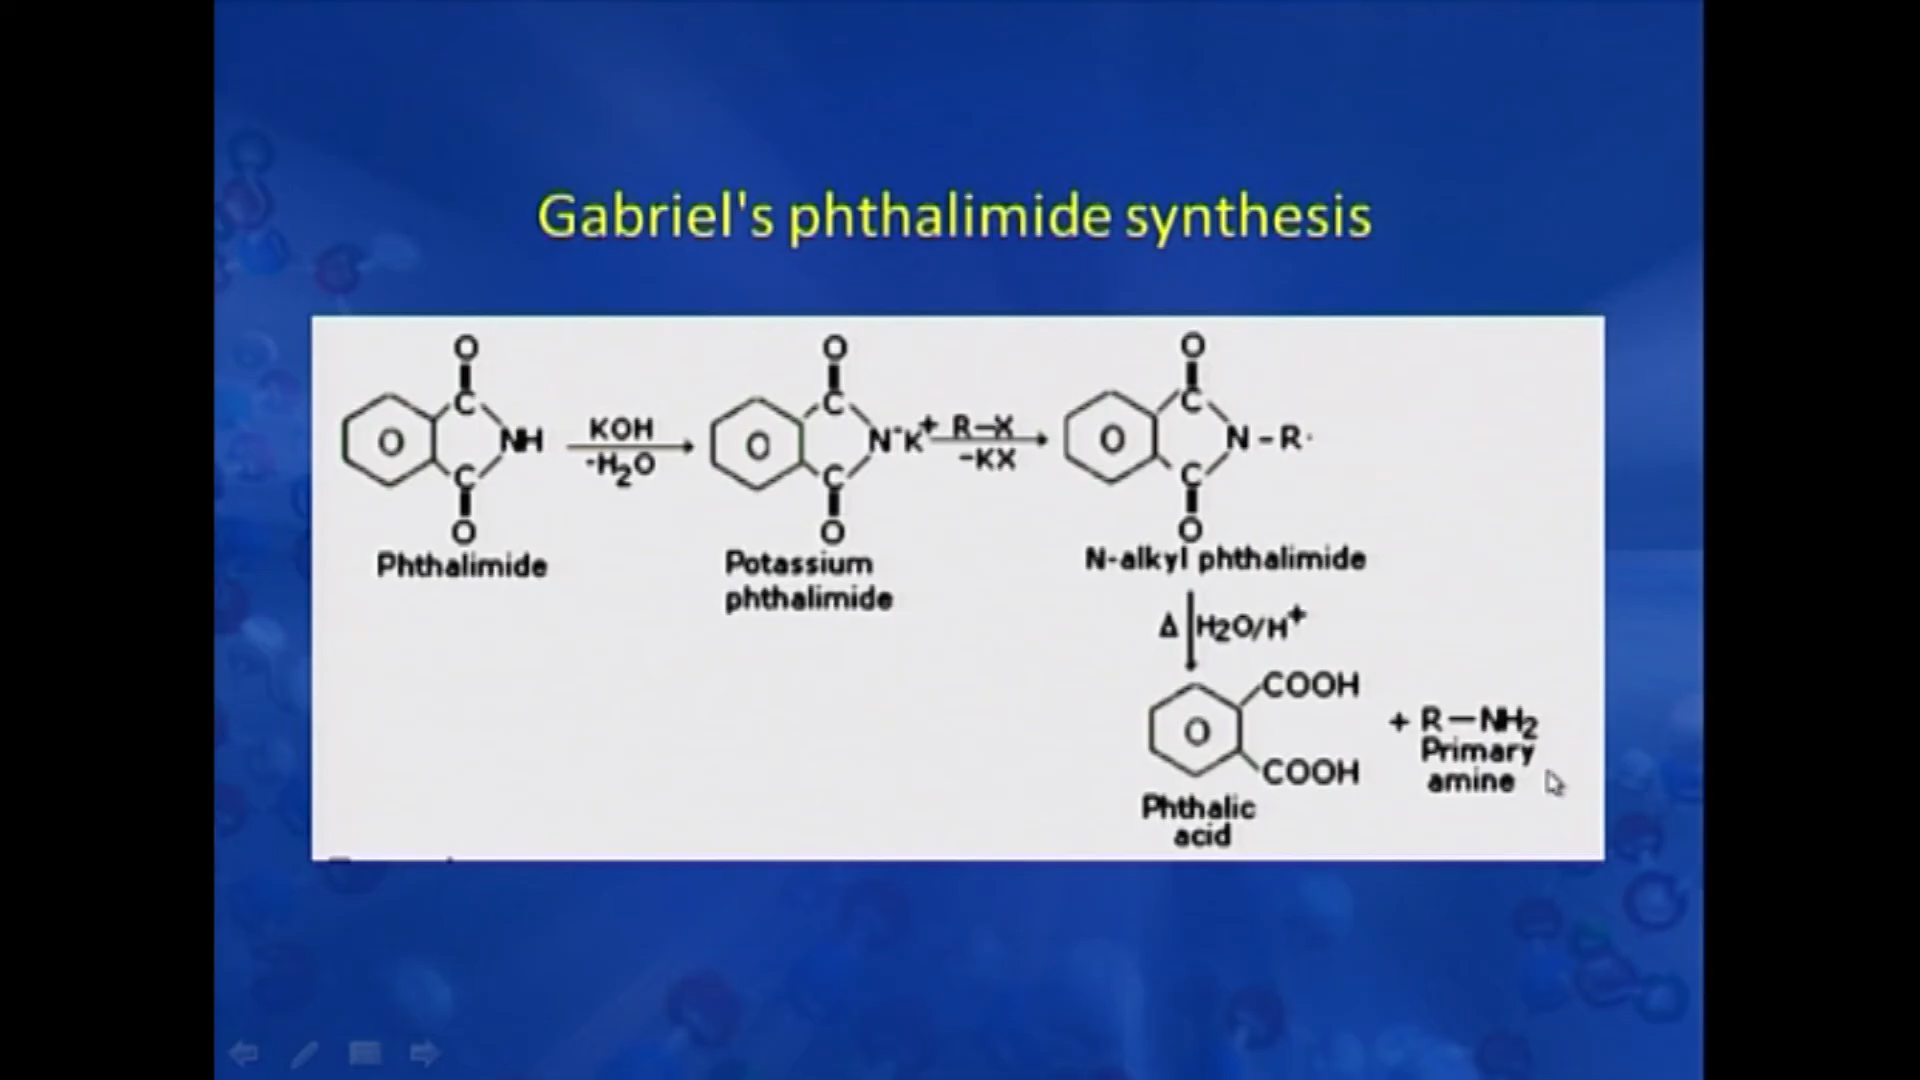 Gabriel's phthalimide synthesis
O O O
C C C
O NH KOH O N⁻K⁺ R-X O N-R·
-H₂O -KX
C C C
O O O
Phthalimide Potassium phthalimide N-alkyl phthalimide
Δ H2O/H⁺
COOH
O + R-NH₂
Primary
amine
COOH
Phthalic
acid